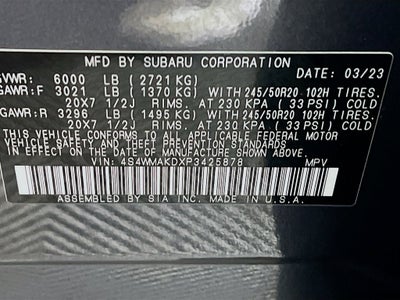 MFD BY SUBARU CORPORATION
DATE: 03/23
GVWR: 6000 LB (2721 KG)
GAWR:F 3021 LB (1370 KG) WITH 245/50R20 102H TIRES.
20X7 1/2J RIMS. AT 230 KPA (33 PSI) COLD
GAWR:R 3296 LB (1495 KG) WITH 245/50R20 102H TIRES.
20X7 1/2J RIMS. AT 230 KPA (33 PSI) COLD
THIS VEHICLE CONFORMS TO ALL APPLICABLE FEDERAL MOTOR
VEHICLE SAFETY AND THEFT PREVENTION STANDARDS
IN EFFECT ON THE DATE OF MANUFACTURE SHOWN ABOVE.
VIN: 4S4WMAKDXP3425878 MPV
ASSEMBLED BY SIA INC. MADE IN U.S.A.